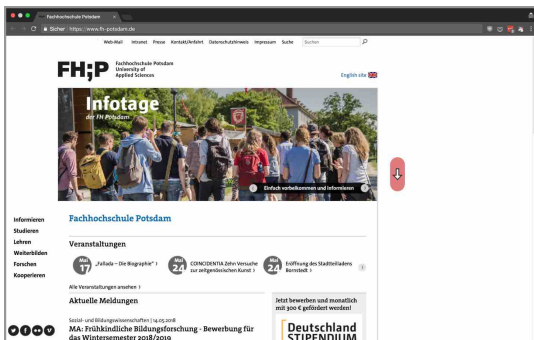 Fachhochschule Potsdam
Sicher https://www.fh-potsdam.de
Web-Mail Intranet Presse Kontakt/Anfahrt Datenschutzhinweis Impressum Suche Suchen
FH;P
Fachhochschule Potsdam
University of
Applied Sciences
English site
Infotage
der FH Potsdam
Einfach vorbeikommen und informieren
Informieren
Studieren
Lehren
Weiterbilden
Forschen
Kooperieren
Fachhochschule Potsdam
Veranstaltungen
Mai
17
„Fallada – Die Biographie“ ›
Mai
24
COINCIDENTIA Zehn Versuche
zur zeitgenössischen Kunst ›
Mai
24
Eröffnung des Stadtteilladens
Bornstedt ›
Alle Veranstaltungen ansehen ›
Aktuelle Meldungen
Sozial- und Bildungswissenschaften | 14.05.2018
MA: Frühkindliche Bildungsforschung - Bewerbung für
das Wintersemester 2018/2019
Jetzt bewerben und monatlich
mit 300 € gefördert werden!
Deutschland
STIPENDIUM